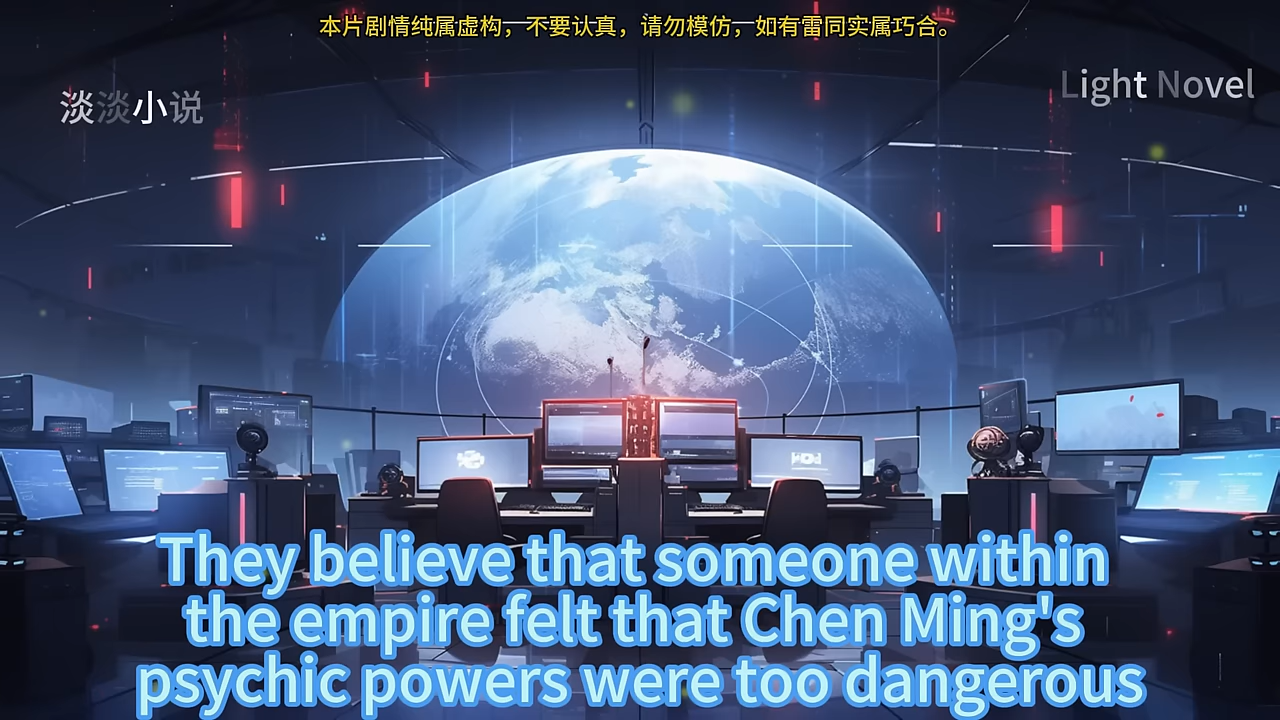 本片剧情纯属虚构，不要认真，请勿模仿，如有雷同实属巧合。
淡淡小说
Light Novel
They believe that someone within
the empire felt that Chen Ming's
psychic powers were too dangerous